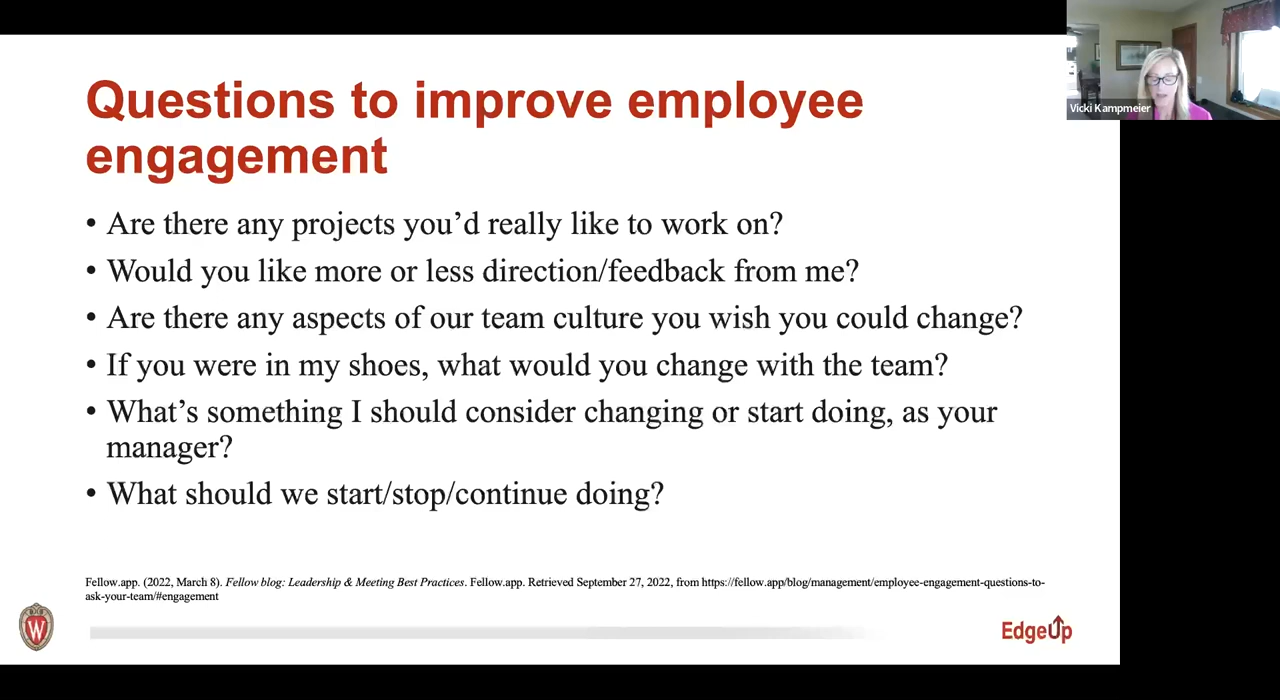 Questions to improve employee
engagement
• Are there any projects you’d really like to work on?
• Would you like more or less direction/feedback from me?
• Are there any aspects of our team culture you wish you could change?
• If you were in my shoes, what would you change with the team?
• What’s something I should consider changing or start doing, as your
manager?
• What should we start/stop/continue doing?
Fellow.app. (2022, March 8). Fellow blog: Leadership & Meeting Best Practices. Fellow.app. Retrieved September 27, 2022, from https://fellow.app/blog/management/employee-engagement-questions-to-
ask-your-team/#engagement
W
EdgeUp
Vicki Kampmeier